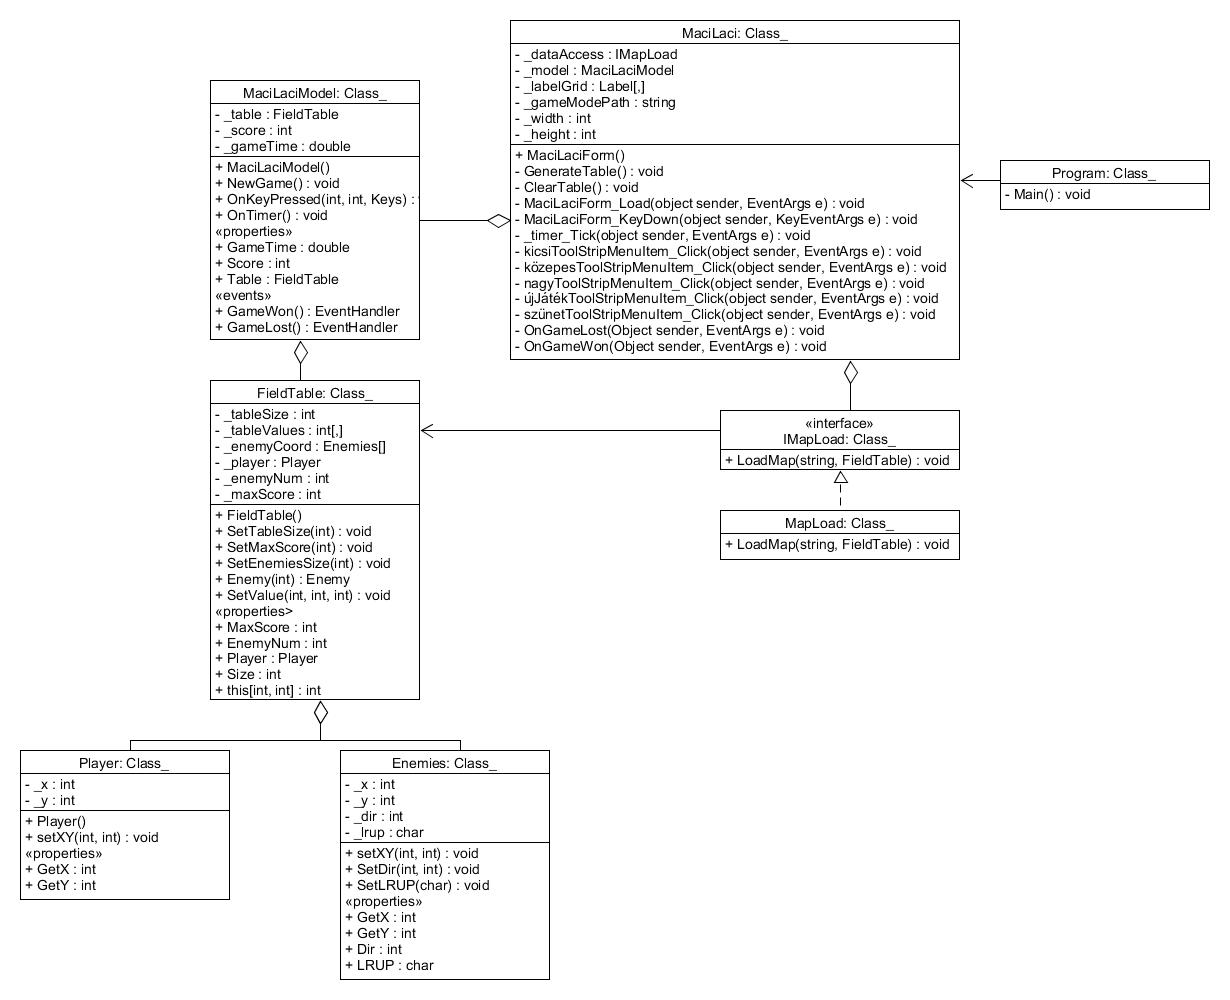 MaciLaci: Class_
- _dataAccess : IMapLoad
- _model : MaciLaciModel
- _labelGrid : Label[,]
- _gameModePath : string
- _width : int
- _height : int
+ MaciLaciForm()
- GenerateTable() : void
- ClearTable() : void
- MaciLaciForm_Load(object sender, EventArgs e) : void
- MaciLaciForm_KeyDown(object sender, KeyEventArgs e) : void
- _timer_Tick(object sender, EventArgs e) : void
- kicsiToolStripMenuItem_Click(object sender, EventArgs e) : void
- közepesToolStripMenuItem_Click(object sender, EventArgs e) : void
- nagyToolStripMenuItem_Click(object sender, EventArgs e) : void
- újJátékToolStripMenuItem_Click(object sender, EventArgs e) : void
- szünetToolStripMenuItem_Click(object sender, EventArgs e) : void
- OnGameLost(Object sender, EventArgs e) : void
- OnGameWon(Object sender, EventArgs e) : void
MaciLaciModel: Class_
- _table : FieldTable
- _score : int
- _gameTime : double
+ MaciLaciModel()
+ NewGame() : void
+ OnKeyPressed(int, int, Keys) :
+ OnTimer() : void
«properties»
+ GameTime : double
+ Score : int
+ Table : FieldTable
«events»
+ GameWon() : EventHandler
+ GameLost() : EventHandler
Program: Class_
- Main() : void
FieldTable: Class_
- _tableSize : int
- _tableValues : int[,]
- _enemyCoord : Enemies[]
- _player : Player
- _enemyNum : int
- _maxScore : int
+ FieldTable()
+ SetTableSize(int) : void
+ SetMaxScore(int) : void
+ SetEnemiesSize(int) : void
+ Enemy(int) : Enemy
+ SetValue(int, int, int) : void
«properties>
+ MaxScore : int
+ EnemyNum : int
+ Player : Player
+ Size : int
+ this[int, int] : int
«interface»
IMapLoad: Class_
+ LoadMap(string, FieldTable) : void
MapLoad: Class_
+ LoadMap(string, FieldTable) : void
Player: Class_
- _x : int
- _y : int
+ Player()
+ setXY(int, int) : void
«properties»
+ GetX : int
+ GetY : int
Enemies: Class_
- _x : int
- _y : int
- _dir : int
- _lrup : char
+ setXY(int, int) : void
+ SetDir(int, int) : void
+ SetLRUP(char) : void
«properties»
+ GetX : int
+ GetY : int
+ Dir : int
+ LRUP : char